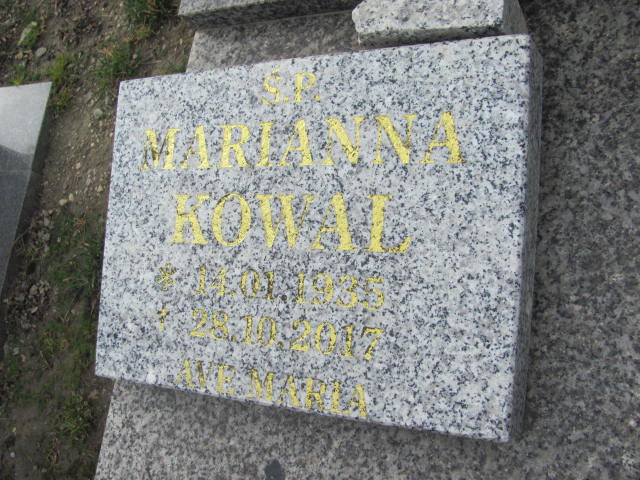 Ś.P.
MARIANNA
KOWAL
* 14.01.1935
† 28.10.2017
AVE MARIA